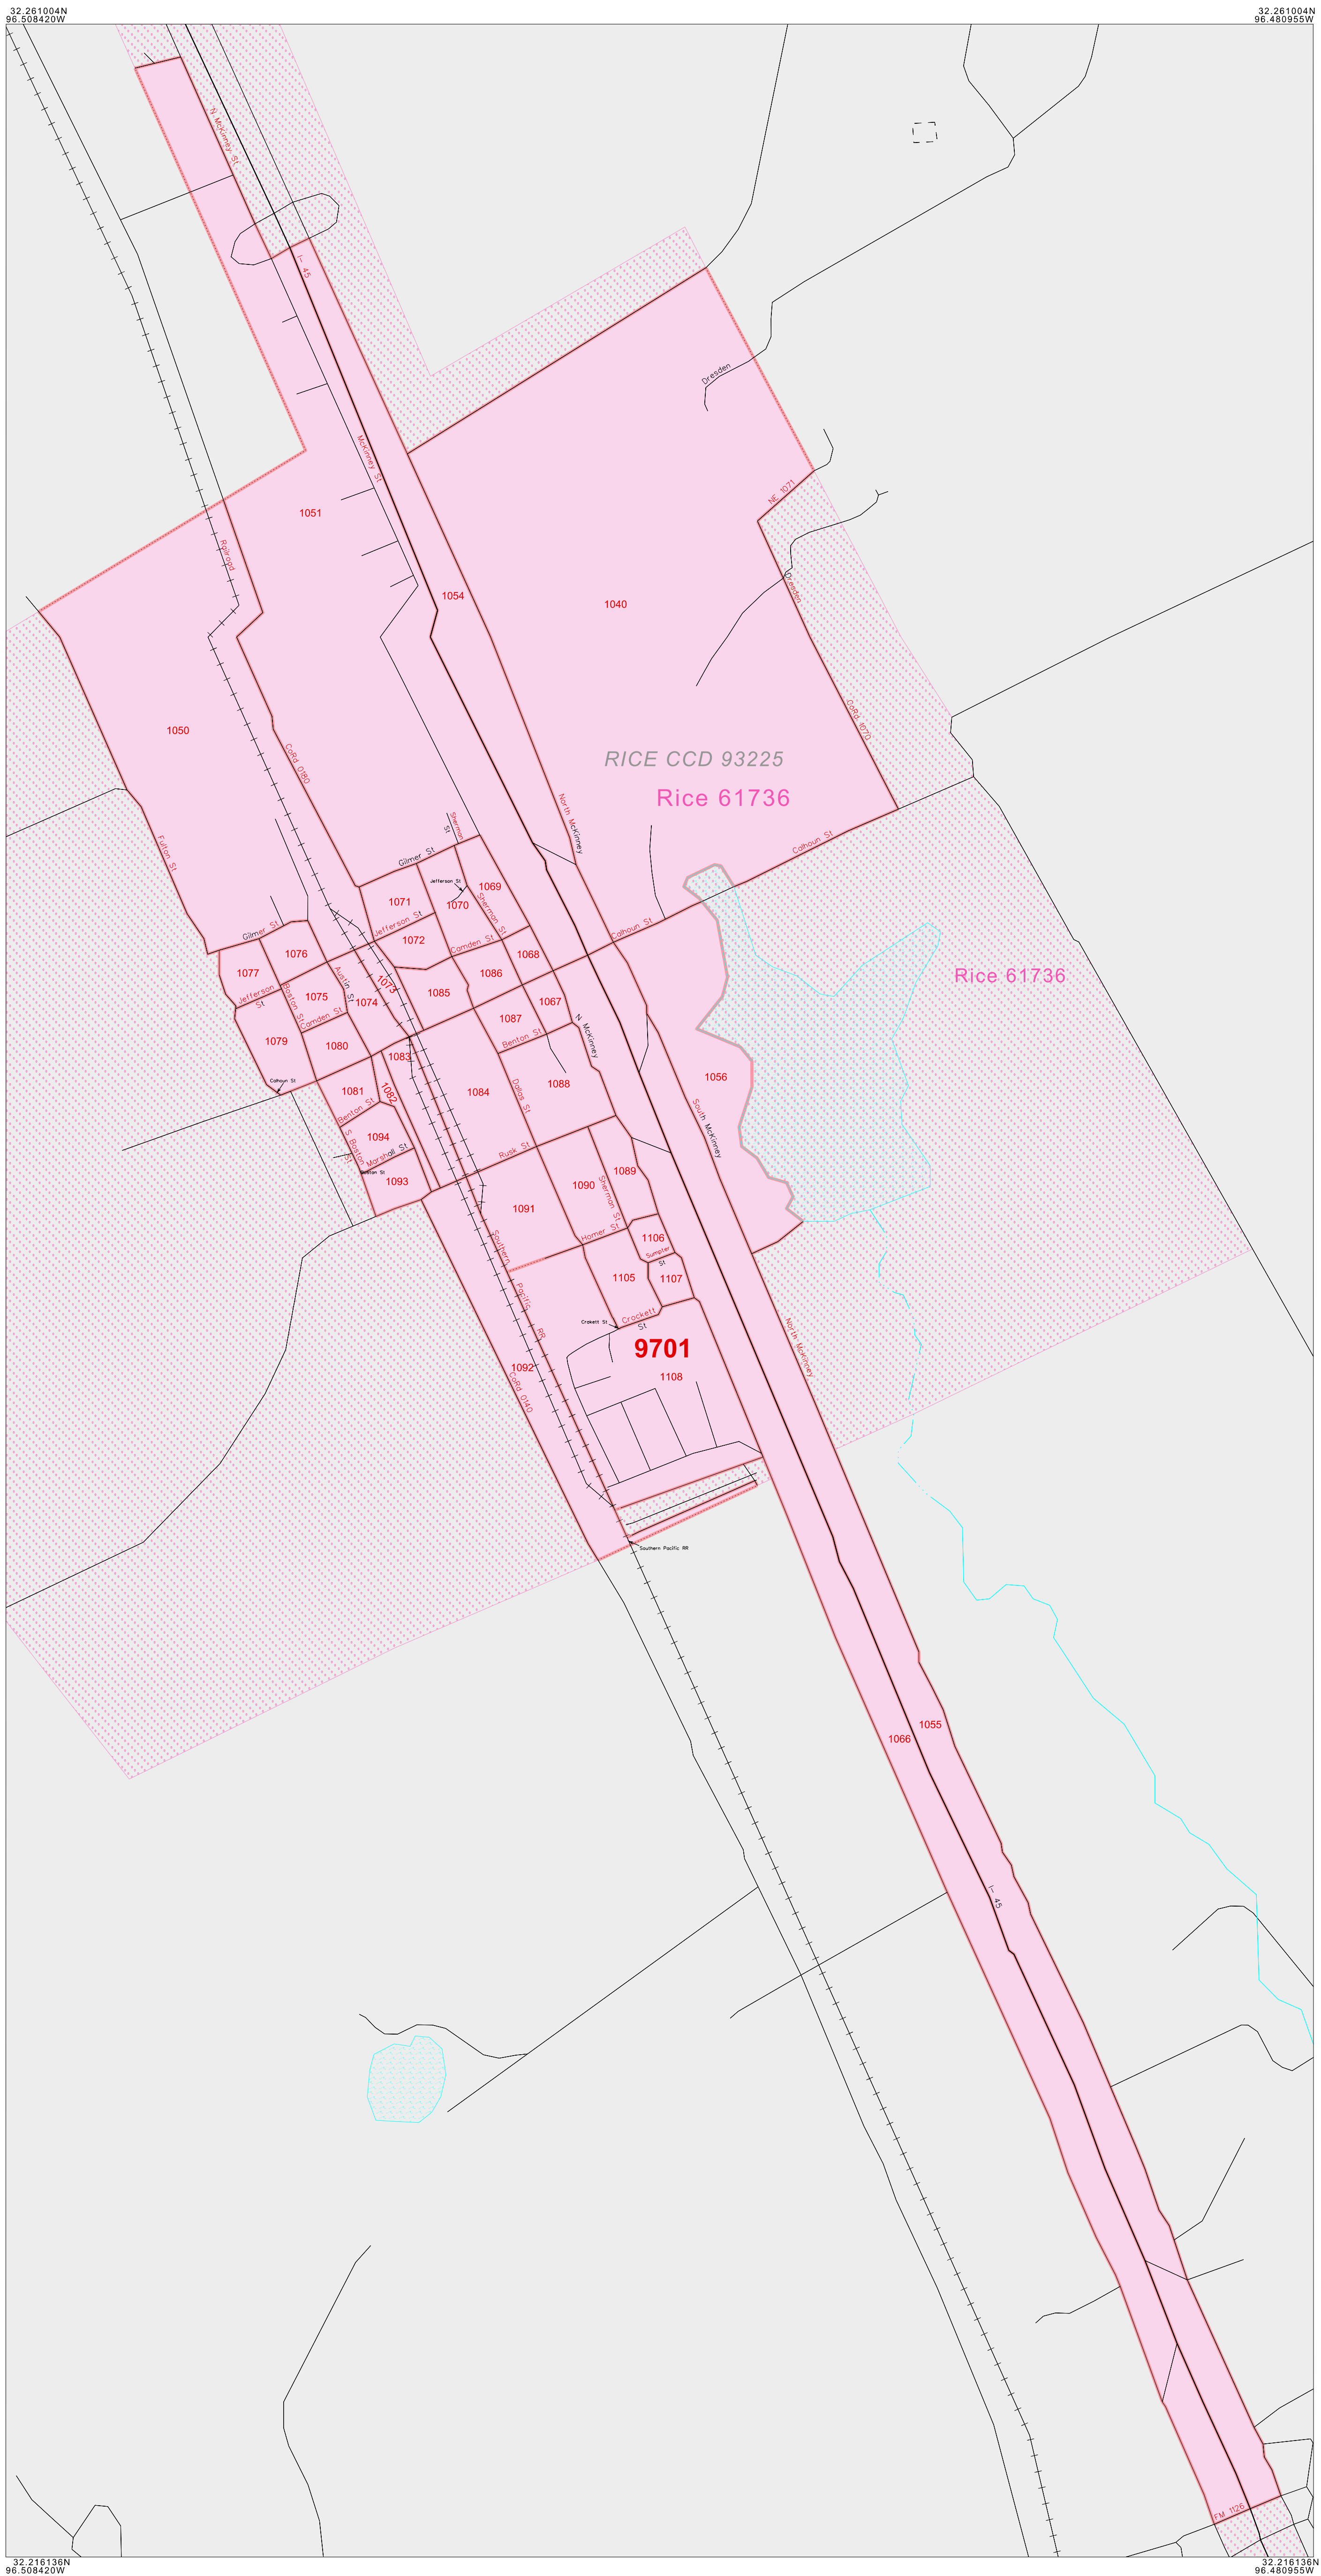 32.261004N
96.508420W
32.261004N
96.480955W
N McKinney St
I- 45
Dresden
McKinney St
1051
NE 1071
Railroad
Dresden
1054
1040
CoRd 1070
1050
RICE CCD 93225
CoRd 0180
Rice 61736
North McKinney
Sherman
St
Calhoun St
Fulton St
Gilmer St
Jefferson St
1069
1071
1070
Sherman St
Jefferson St
Calhoun St
Gilmer St
1072
Camden St
1076
1068
1077
Rice 61736
1086
Austin St
1073
Jefferson
St
Boston St
1075
1074
1085
1067
Camden St
1087
N McKinney
Benton St
1079
1080
1083
1056
Calhoun St
1088
1081
1082
1084
Dallas St
Benton St
South McKinney
1094
S Boston
St
Marshall St
Rusk St
Boston St
1089
1093
1090
Sherman St
1091
Homer St
1106
Southern
Sumpter
St
1105
1107
Pacific
RR
Crockett
St
Crokett St
North McKinney
9701
1092
1108
CoRd 0140
Southern Pacific RR
1055
1066
I- 45
FM 1126
32.216136N
96.508420W
32.216136N
96.480955W